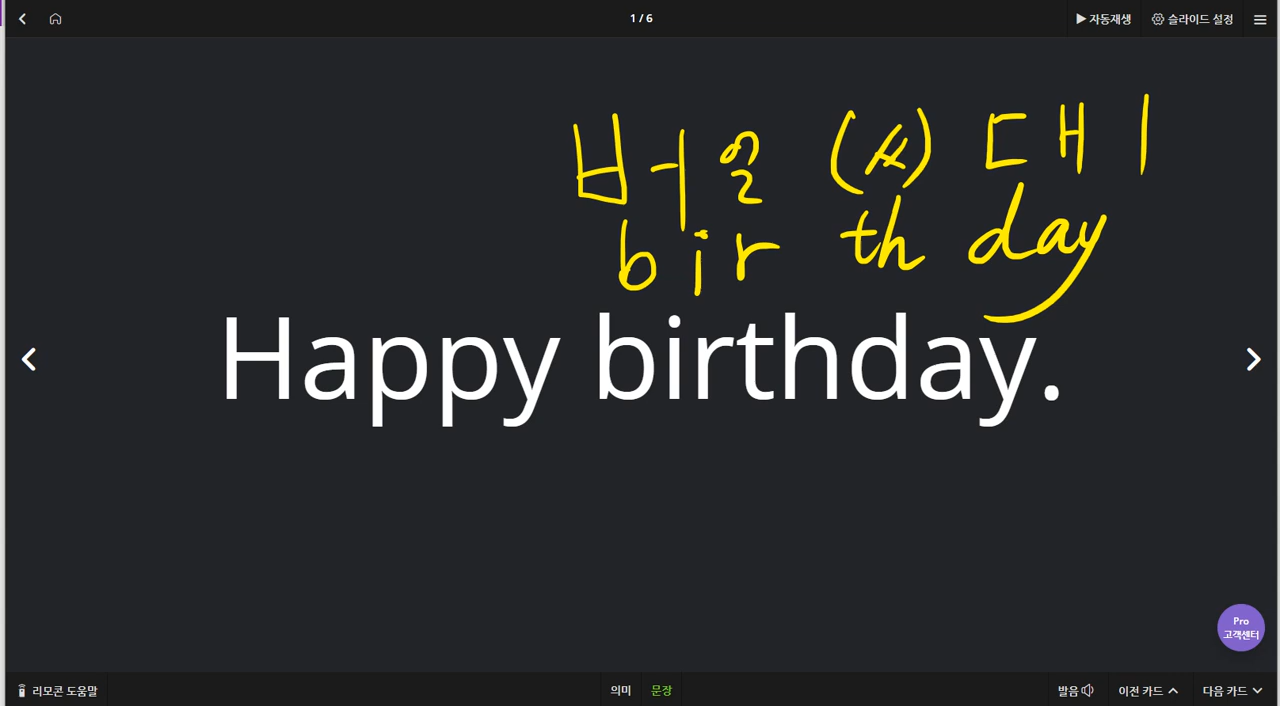 1 / 6
자동재생
슬라이드 설정
버얼 (쓰) 데이
bir th day
Happy birthday.
Pro
고객센터
리모콘 도움말
의미
문장
발음
이전 카드
다음 카드